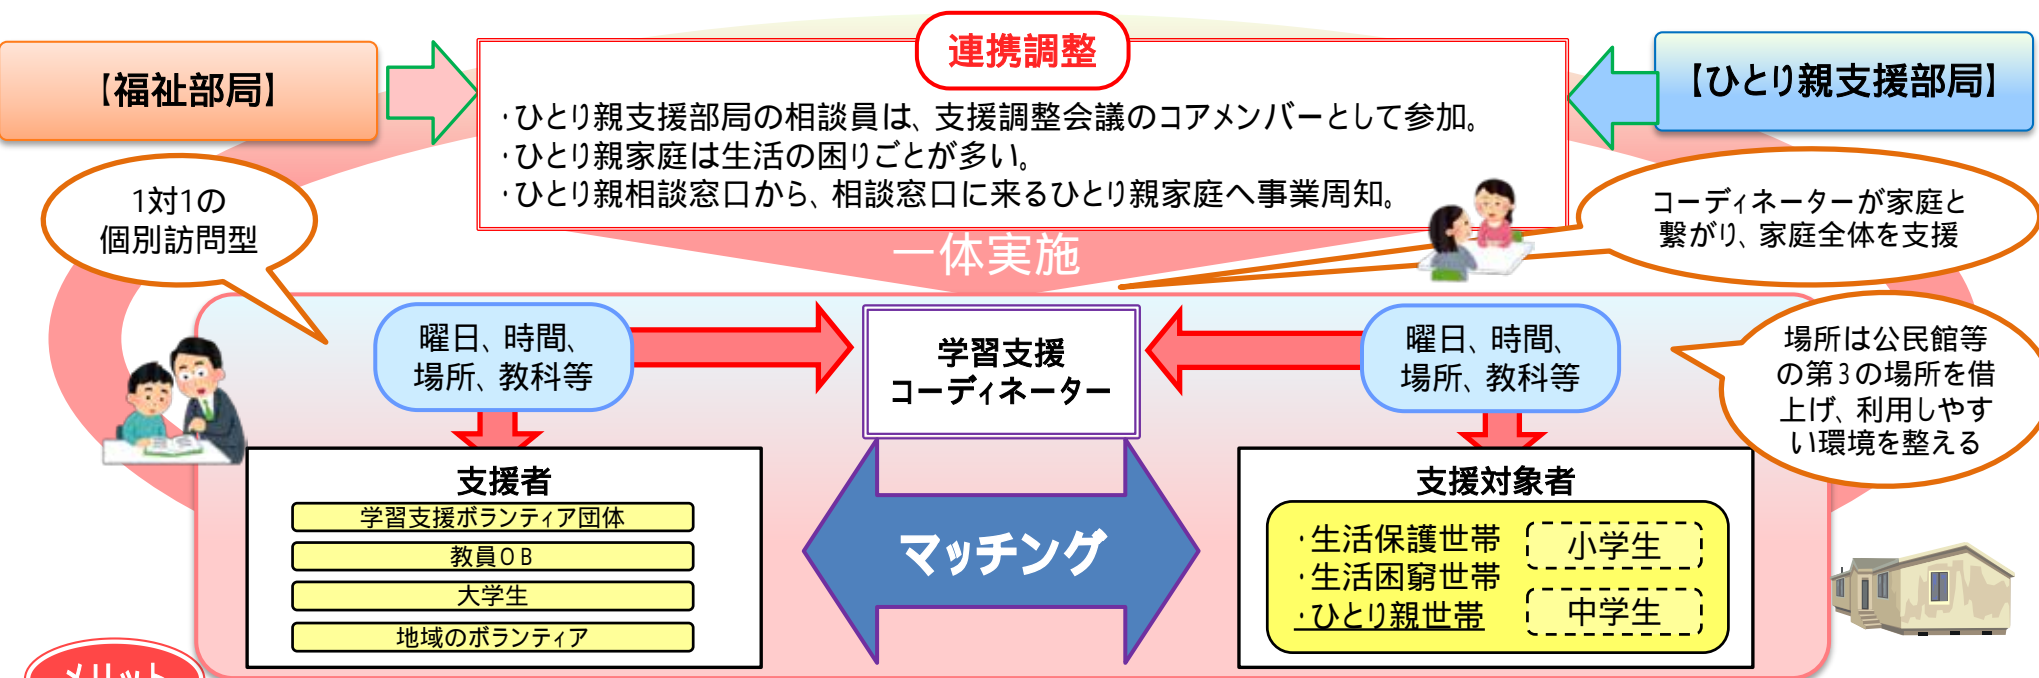 【福祉部局】
連携調整
・ひとり親支援部局の相談員は、支援調整会議のコアメンバーとして参加。
・ひとり親家庭は生活の困りごとが多い。
・ひとり親相談窓口から、相談窓口に来るひとり親家庭へ事業周知。
【ひとり親支援部局】
1対1の
個別訪問型
コーディネーターが家庭と
繋がり、家庭全体を支援
一体実施
曜日、時間、
場所、教科等
学習支援
コーディネーター
曜日、時間、
場所、教科等
場所は公民館等
の第3の場所を借
上げ、利用しやす
い環境を整える
支援者
学習支援ボランティア団体
教員OB
大学生
地域のボランティア
マッチング
支援対象者
・生活保護世帯
・生活困窮世帯
・ひとり親世帯
小学生
中学生
メリット